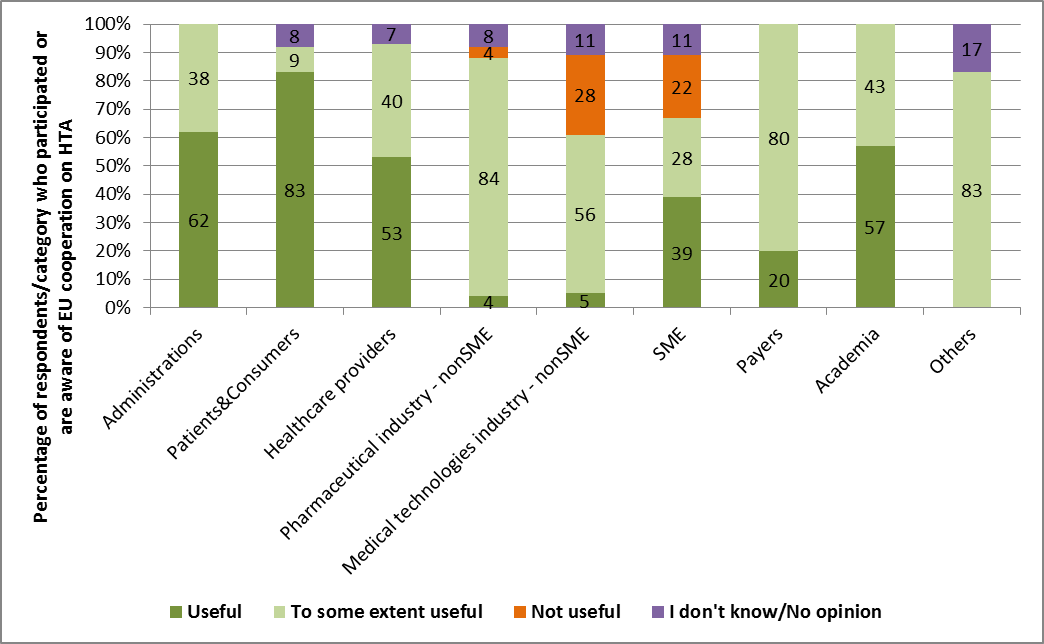 Percentage of respondents/category who participated or
are aware of EU cooperation on HTA
100%
90%
80%
70%
60%
50%
40%
30%
20%
10%
0%
38
62
8
9
83
7
40
53
8
4
84
4
11
28
56
5
11
22
28
39
80
20
43
57
17
83
Administrations
Patients&Consumers
Healthcare providers
Pharmaceutical industry - nonSME
Medical technologies industry - nonSME
SME
Payers
Academia
Others
Useful
To some extent useful
Not useful
I don't know/No opinion